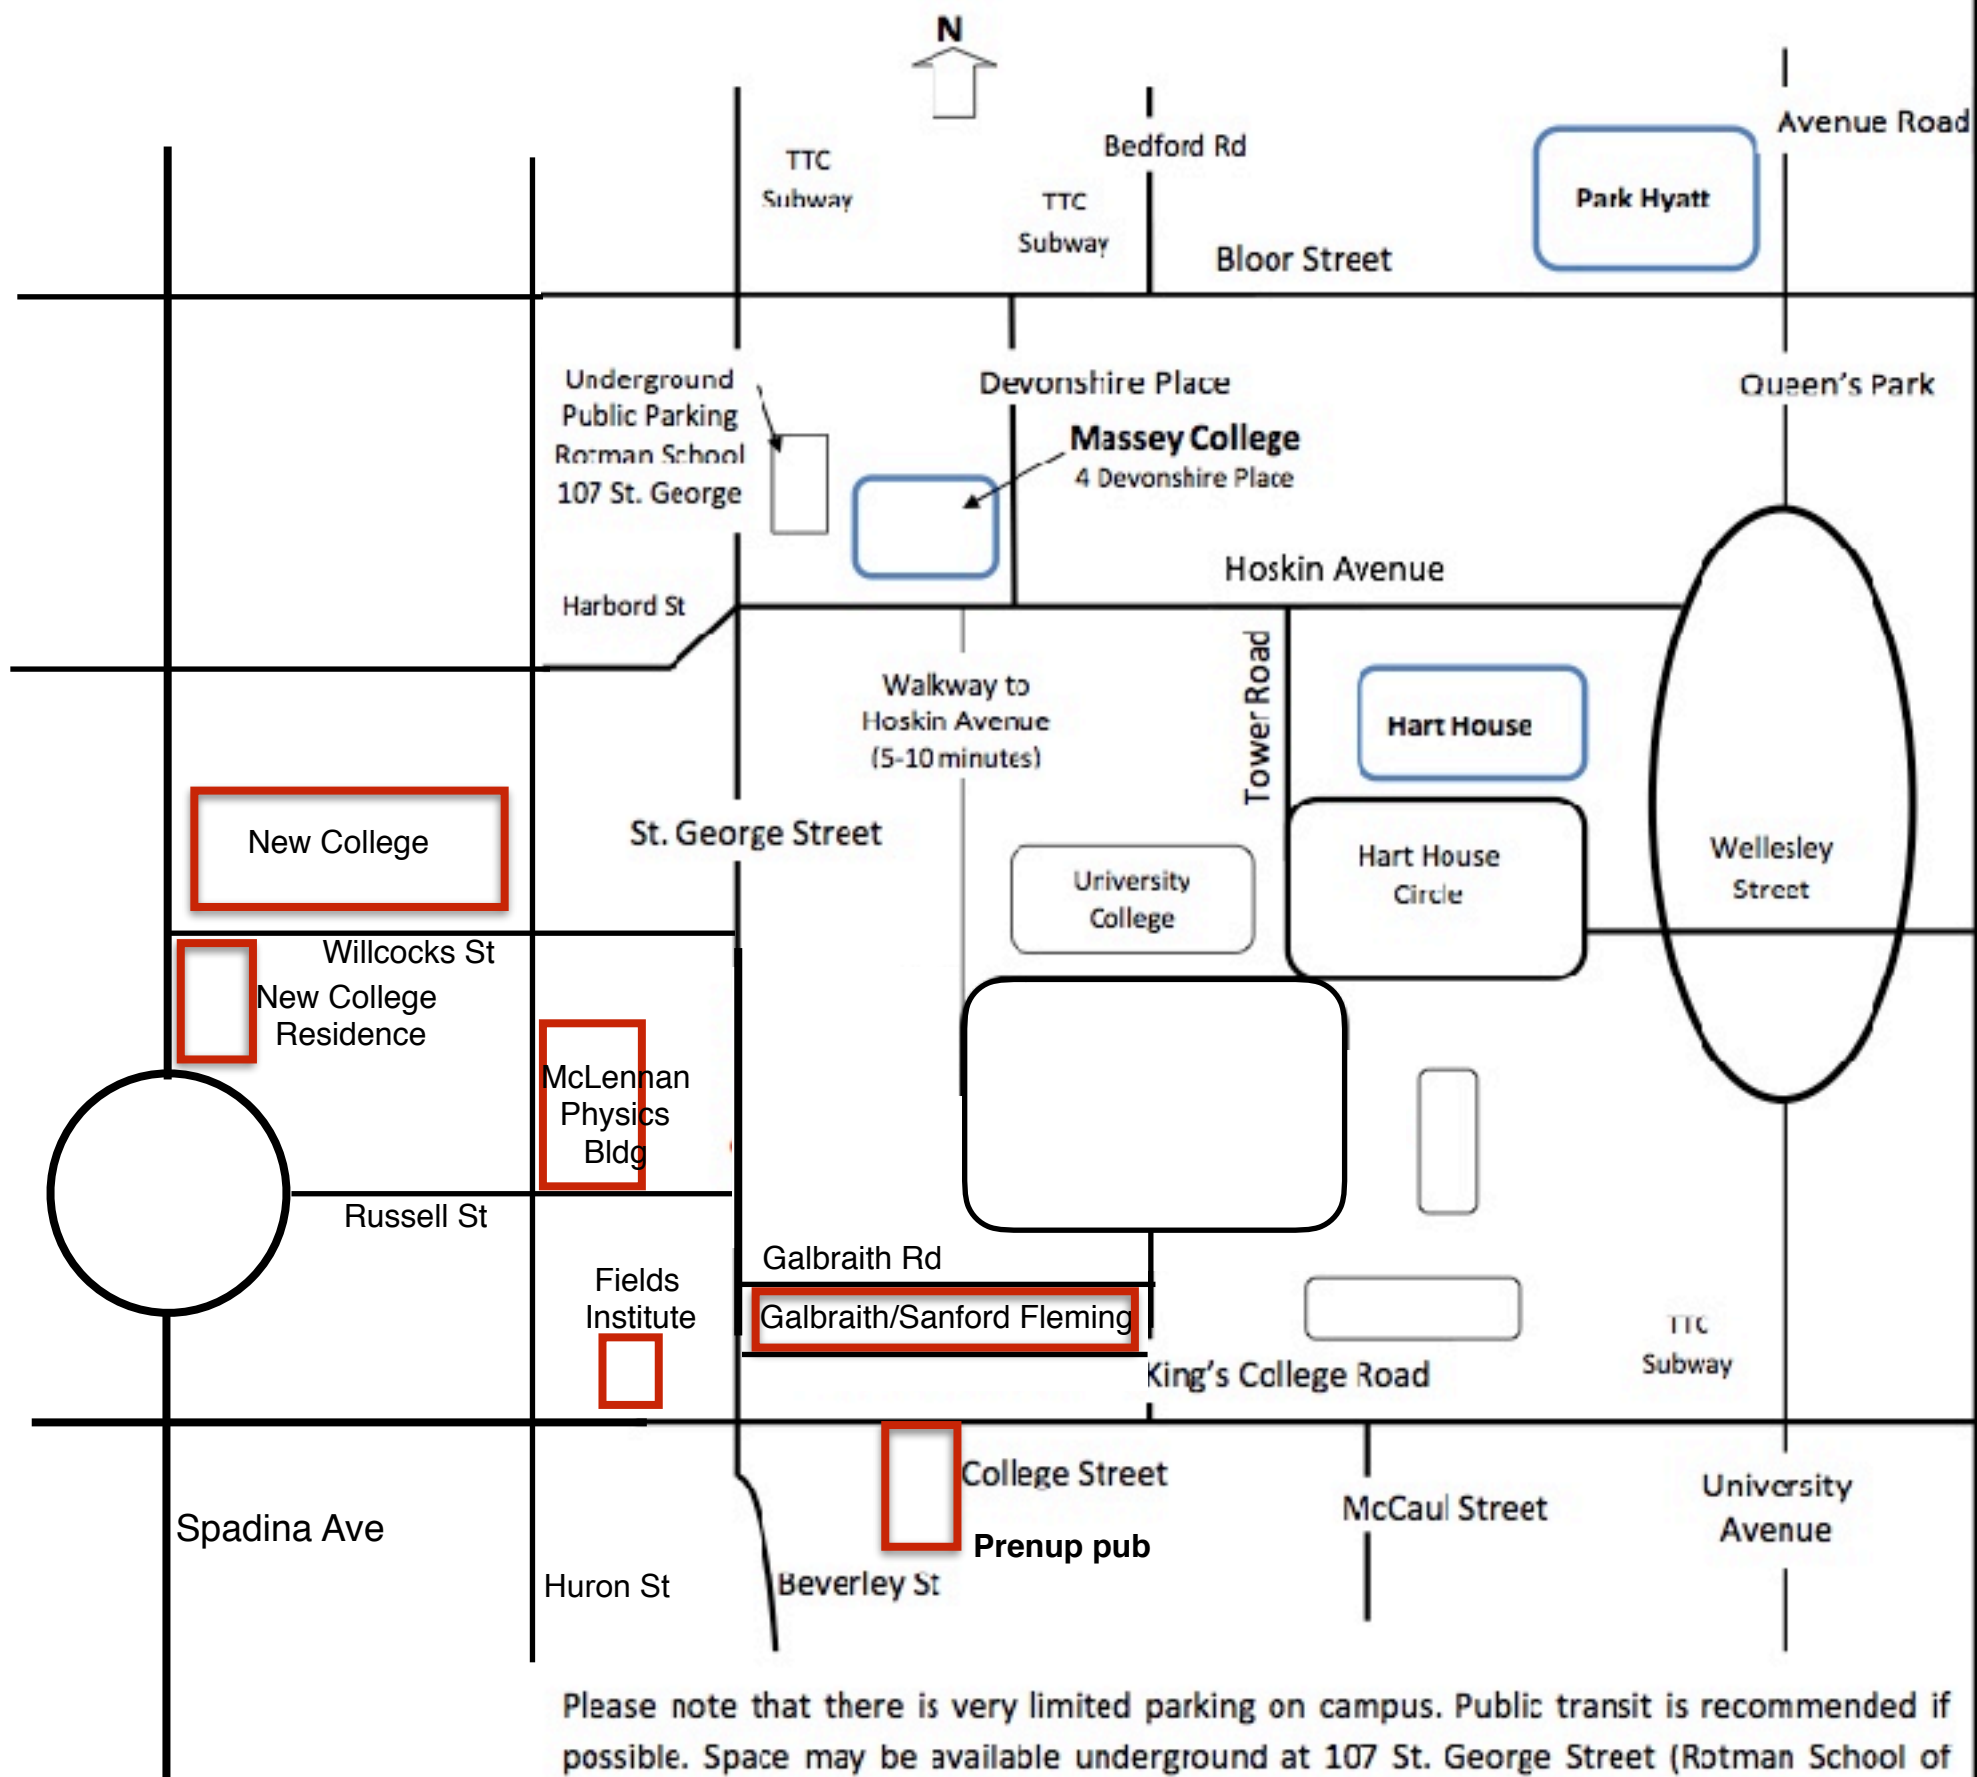 N
Avenue Road
Bedford Rd
TTC
Subway
TTC
Subway
Park Hyatt
Bloor Street
Underground
Public Parking
Rotman School
107 St. George
Devonshire Place
Queen's Park
Massey College
4 Devonshire Place
Hoskin Avenue
Harbord St
Tower Road
Walkway to
Hoskin Avenue
(5-10 minutes)
Hart House
New College
St. George Street
University
College
Hart House
Circle
Wellesley
Street
Willcocks St
New College
Residence
McLennan
Physics
Bldg
Russell St
Galbraith Rd
Fields
Institute
Galbraith/Sanford Fleming
TTC
Subway
King's College Road
College Street
University
Avenue
McCaul Street
Spadina Ave
Prenup pub
Huron St
Beverley St
Please note that there is very limited parking on campus. Public transit is recommended if
possible. Space may be available underground at 107 St. George Street (Rotman School of